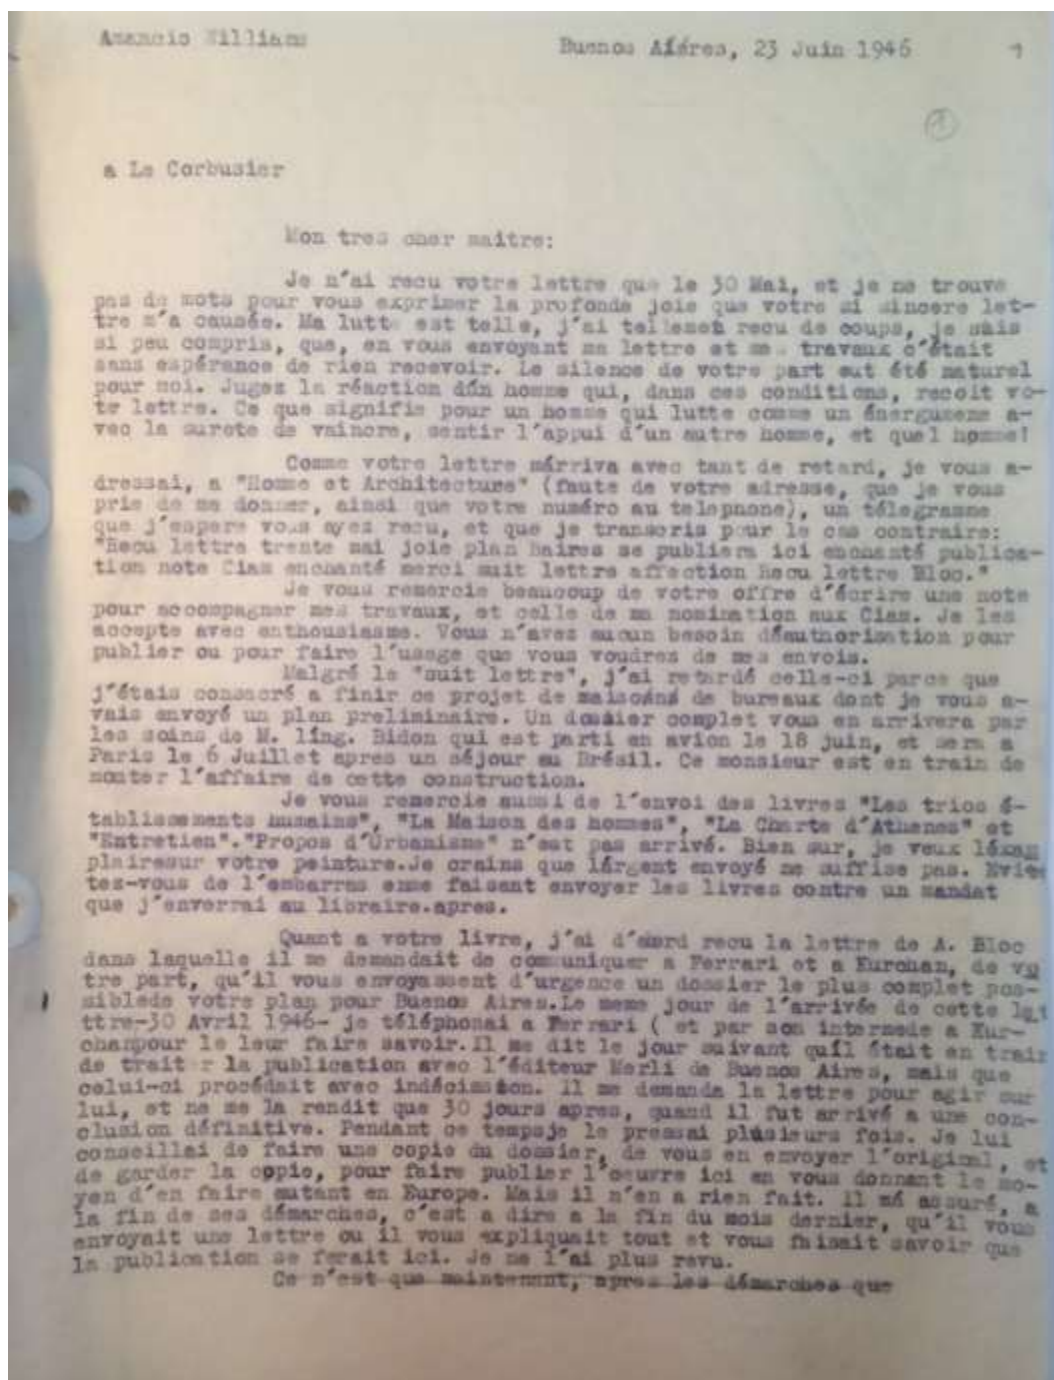 Amancio Williams
Buenos Aiéres, 23 Juin 1946 1
1
a Le Corbusier
Mon tres cher maitre:
Je n'ai recu votre lettre que le 30 Mai, et je ne trouve
pas de mots pour vous exprimer la profonde joie que votre si sincere let-
tre m'a causée. Ma lutte est telle, j'ai tellemet recu de coups, je suis
si peu compris, que, en vous envoyant ma lettre et mes travaux c'était
sans espérance de rien recevoir. Le silence de votre part eut été naturel
pour moi. Jugez la réaction dún homme qui, dans ces conditions, recoit vo-
te lettre. Ce que signifie pour un homme qui lutte comme un énergumene a-
vec la surete de vaincre, sentir l'appui d'un autre homme, et quel homme!
Comme votre lettre márriva avec tant de retard, je vous a-
dressai, a "Homme et Architecture" (faute de votre adresse, que je vous
prie de me donner, ainsi que votre numéro au telephone), un télegramme
que j'espere vous ayez recu, et que je transcris pour le cas contraire:
"Recu lettre trente mai joie plan Baires se publiera ici enchanté publica-
tion note Ciam enchanté merci suit lettre affection Recu lettre Bloc."
Je vous remercie beaucoup de votre offre d'écrire une note
pour accompagner mes travaux, et celle de ma nomination aux Ciam. Je les
accepte avec enthousiasme. Vous n'avez aucun besoin déauthorisation pour
publier ou pour faire l'usage que vous voudres de mes envois.
Malgré le "suit lettre", j'ai retardé celle-ci parce que
j'étais consacré a finir ce projet de maisons de bureaux dont je vous a-
vais envoyé un plan preliminaire. Un dossier complet vous en arrivera par
les soins de M. líng. Bidon qui est parti en avion le 18 juin, et sera a
Paris le 6 Juillet apres un séjour au Brésil. Ce monsieur est en train de
monter l'affaire de cette construction.
Je vous remercie aussi de l'envoi des livres "Les trios é-
tablissements humains", "La Maison des hommes", "La Charte d'Athenes" et
"Entretien"."Propos d'Urbanisme" n'est pas arrivé. Bien sur, je veux léxem
plairesur votre peinture.Je crains que lárgent envoyé ne suffise pas. Evie
tez-vous de l'embarras enme faisant envoyer les livres contre un mandat
que j'enverrai au libraire.apres.
Quant a votre livre, j'ai d'abord recu la lettre de A. Bloc
dans laquelle il me demandait de communiquer a Ferrari et a Kurchan, de vo
tre part, qu'il vous envoyassent d'urgence un dossier le plus complet pos-
siblede votre plan pour Buenos Aires.Le meme jour de l'arrivée de cette let
ttre-30 Avril 1946- je téléphonai a Ferrari ( et par son intermede a Kur-
chanpour le leur faire savoir.Il me dit le jour suivant quíl était en train
de traiter la publication avec l'éditeur Merli de Buenos Aires, mais que
celui-ci procédait avec indécission. Il me demanda la lettre pour agir sur
lui, et ne me la rendit que 30 jours apres, quand il fut arrivé a une con-
clusion définitive. Pendant ce tempsje le pressai plusieurs fois. Je lui
conseillai de faire une copie du dossier, de vous en envoyer l'original, et
de garder la copie, pour faire publier l'oeuvre ici en vous donnant le mo-
yen d'en faire autant en Europe. Mais il n'en a rien fait. Il má assuré, a
la fin de ses démarches, c'est a dire a la fin du mois dernier, qu'il vous
envoyait une lettre ou il vous expliquait tout et vous faisait savoir que
la publication se ferait ici. Je ne l'ai plus revu.
Ce n'est que maintenant, apres les démarches que